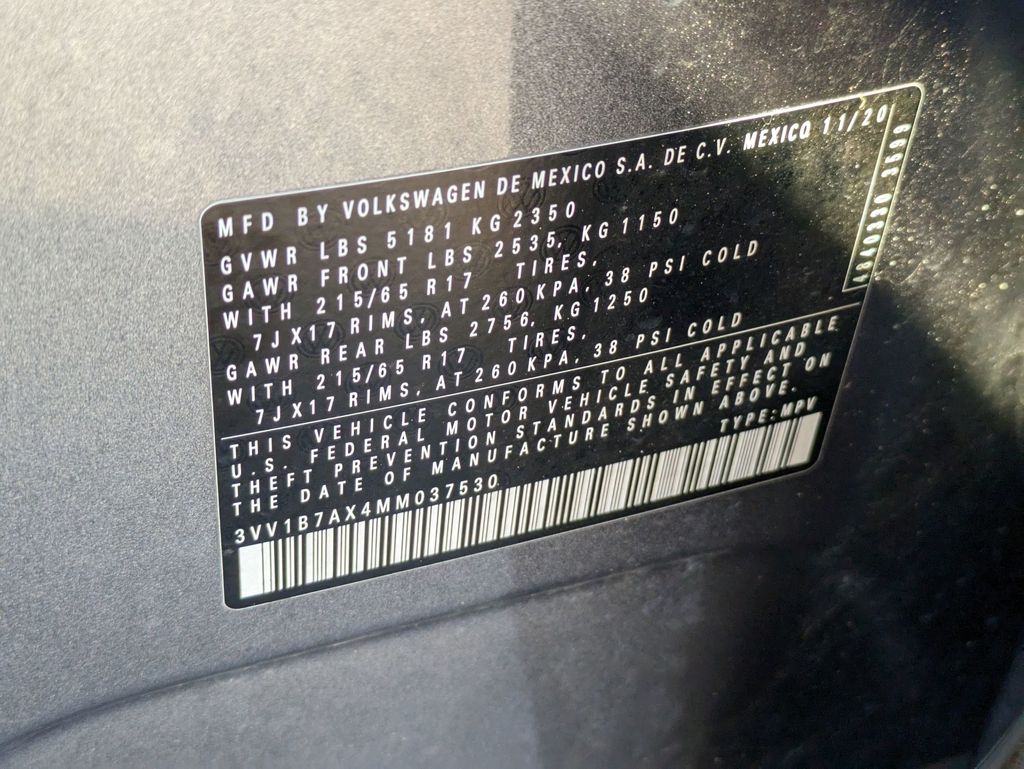 MFD BY VOLKSWAGEN DE MEXICO S.A. DE C.V. MEXICO 11/20
GVWR LBS 5181 KG 2350
GAWR FRONT LBS 2535, KG 1150
WITH 215/65 R17 TIRES,
7JX17 RIMS, AT 260 KPA, 38 PSI COLD
GAWR REAR LBS 2756, KG 1250
WITH 215/65 R17 TIRES,
7JX17 RIMS, AT 260 KPA, 38 PSI COLD
THIS VEHICLE CONFORMS TO ALL APPLICABLE
U.S. FEDERAL MOTOR VEHICLE SAFETY AND
THEFT PREVENTION STANDARDS IN EFFECT ON
THE DATE OF MANUFACTURE SHOWN ABOVE.
TYPE: MPV
3VV1B7AX4MM037530